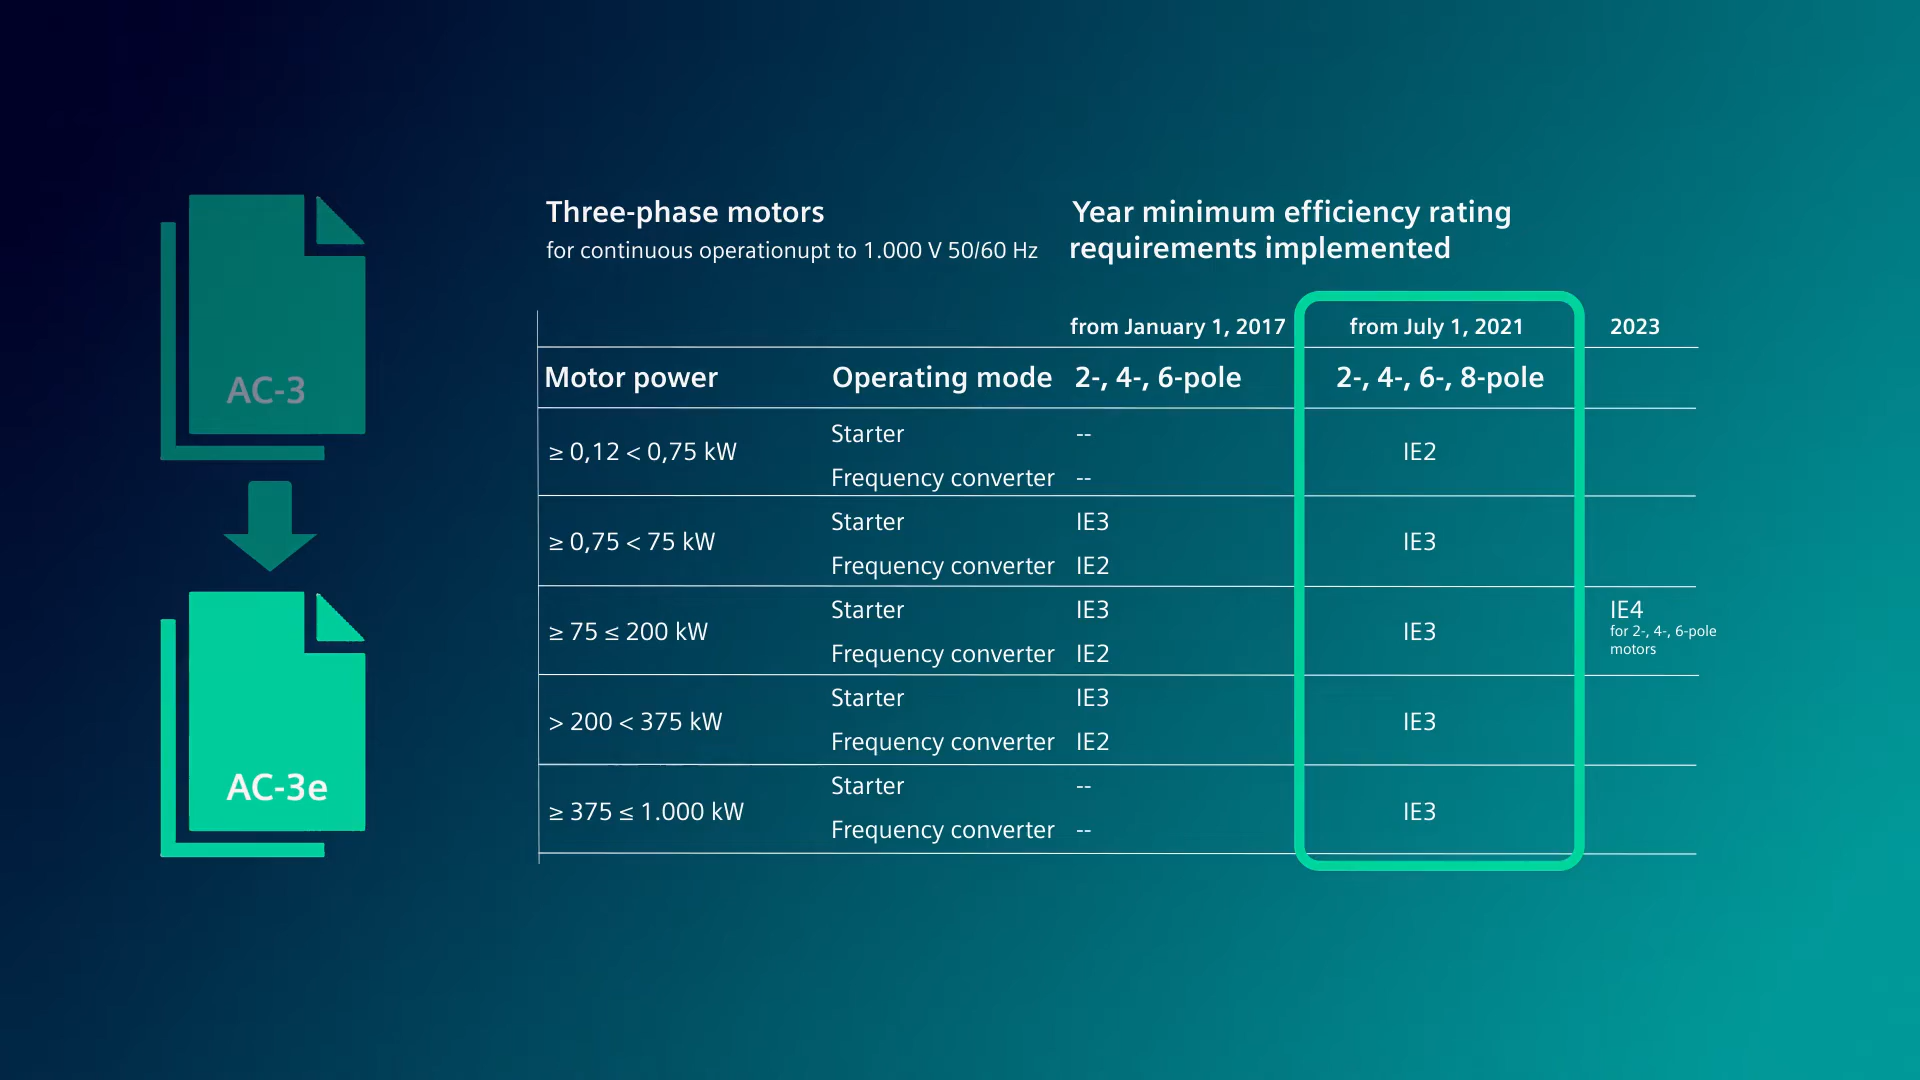 AC-3
AC-3e
Three-phase motors
for continuous operationupt to 1.000 V 50/60 Hz
Year minimum efficiency rating
requirements implemented
from January 1, 2017 from July 1, 2021 2023
Motor power Operating mode 2-, 4-, 6-pole 2-, 4-, 6-, 8-pole
≥ 0,12 < 0,75 kW
Starter --
Frequency converter --
IE2
≥ 0,75 < 75 kW
Starter IE3
Frequency converter IE2
IE3
≥ 75 ≤ 200 kW
Starter IE3
Frequency converter IE2
IE3
IE4
for 2-, 4-, 6-pole
motors
> 200 < 375 kW
Starter IE3
Frequency converter IE2
IE3
≥ 375 ≤ 1.000 kW
Starter --
Frequency converter --
IE3